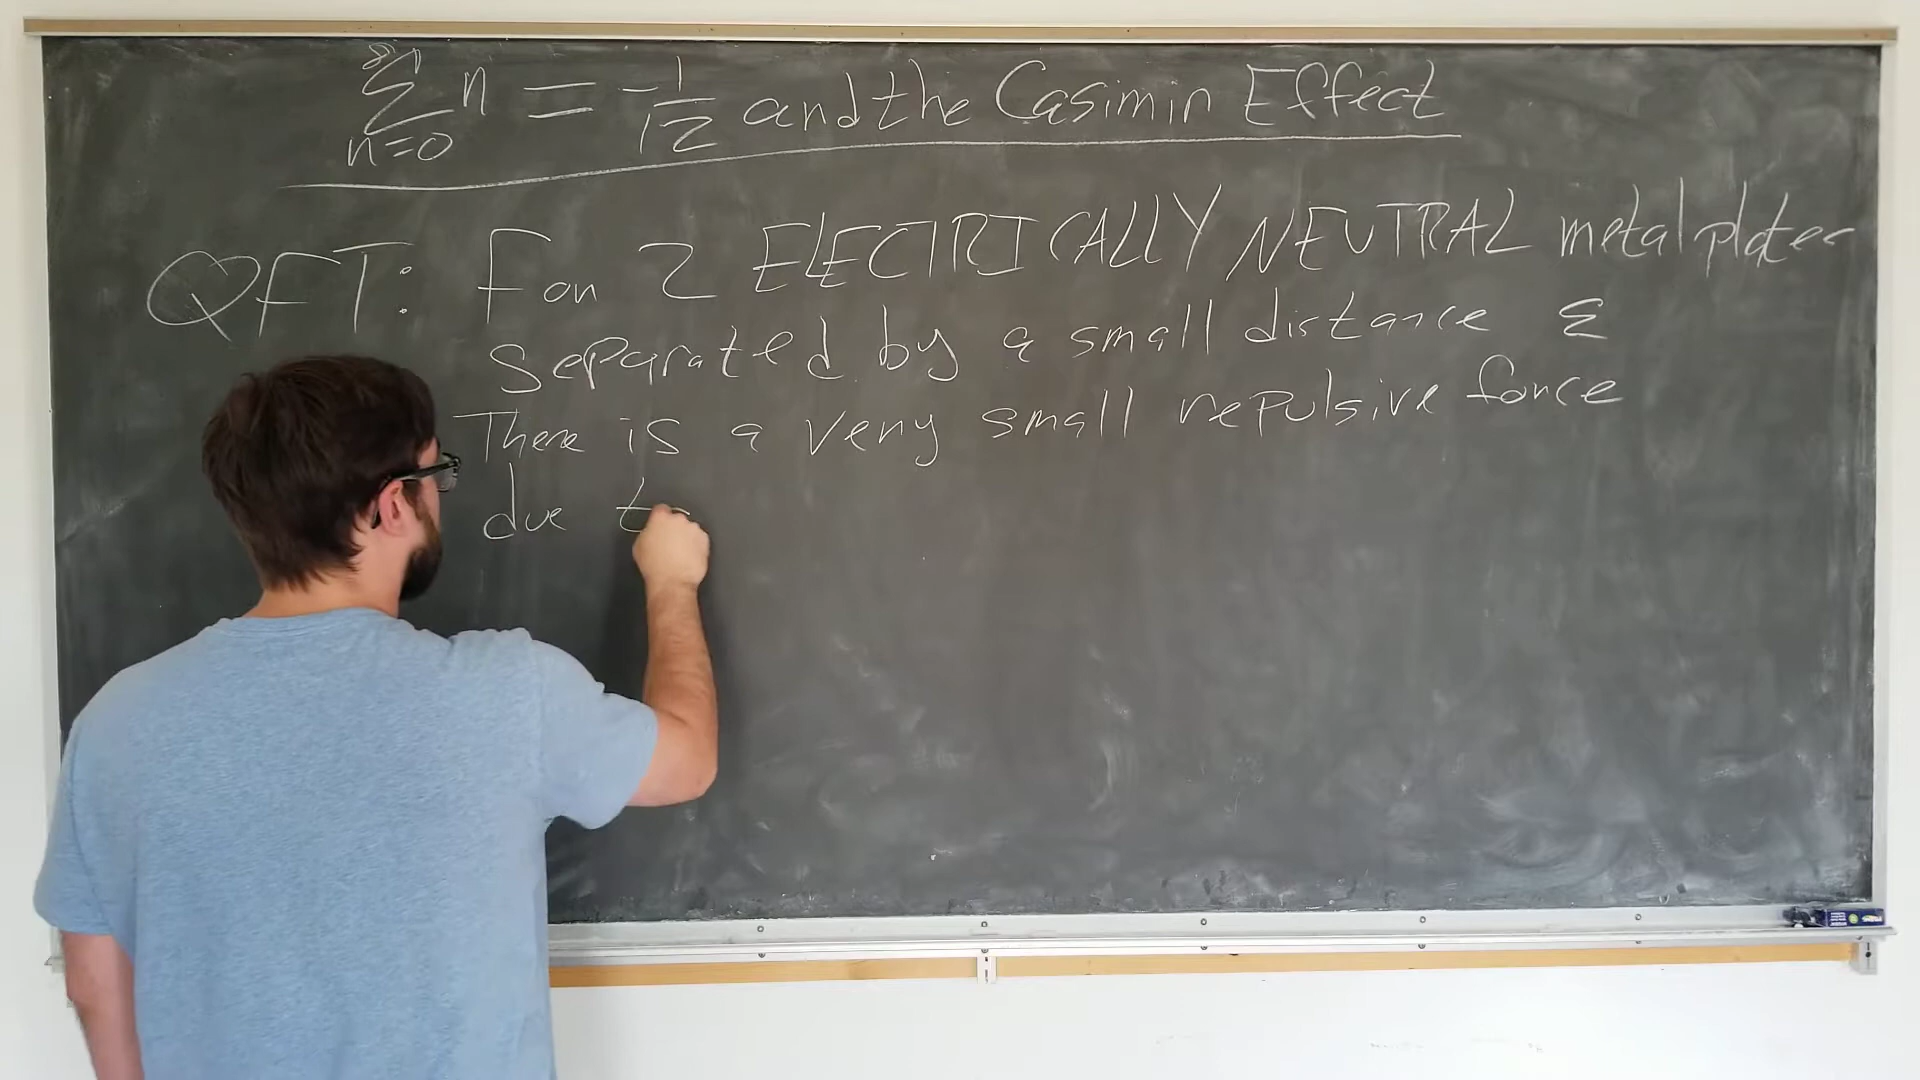 ∞
∑ n = -1/12 and the Casimir Effect
n=0
QFT: For 2 ELECTRICALLY NEUTRAL metal plates
separated by a small distance ε
There is a very small repulsive force
due t